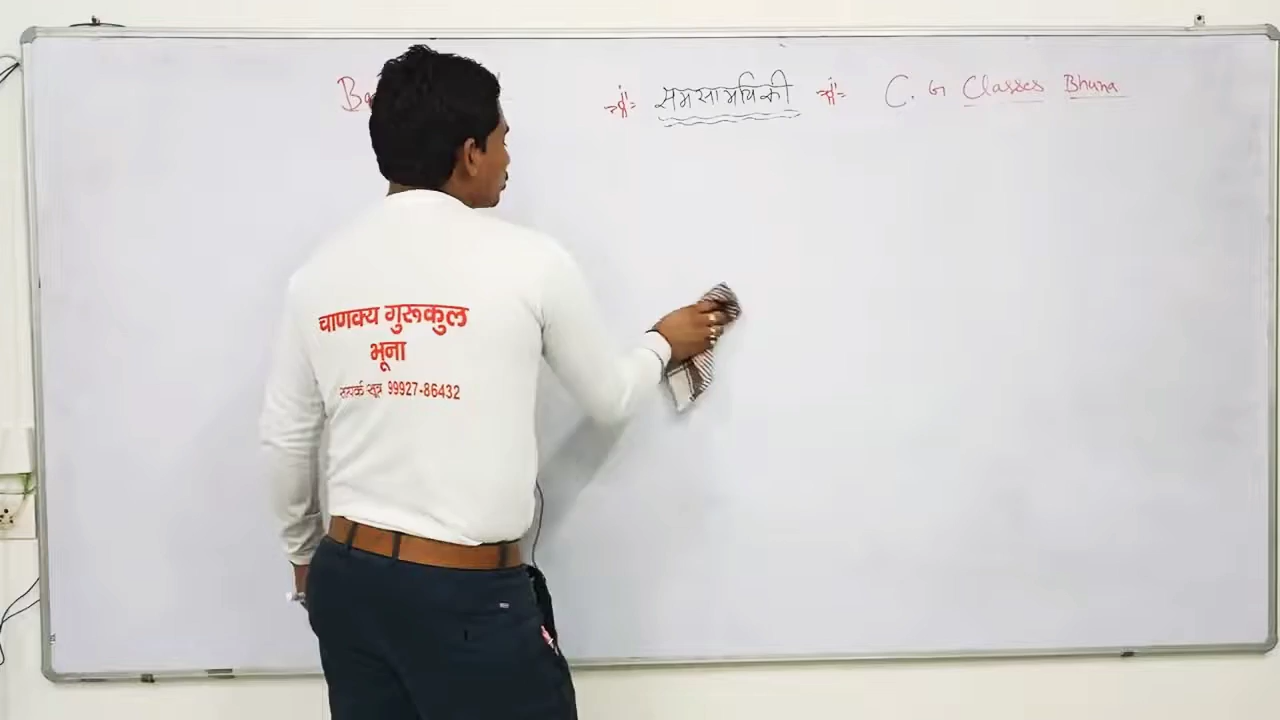 समसामयिकी C. G Classes Bhuna
चाणक्य गुरूकुल
भूना
सम्पर्क सूत्र 99927-86432